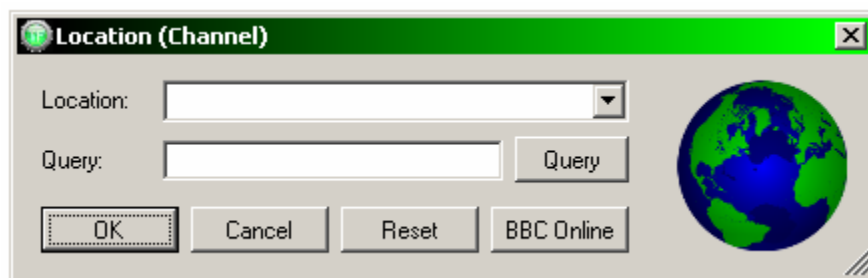 Location (Channel)
Location:
Query: Query
OK Cancel Reset BBC Online